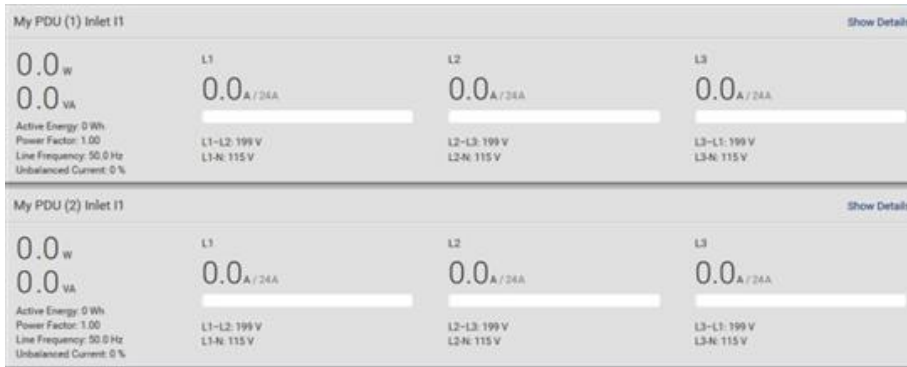 My PDU (1) Inlet I1 Show Details
0.0 W
0.0 VA
Active Energy: 0 Wh
Power Factor: 1.00
Line Frequency: 50.0 Hz
Unbalanced Current: 0 %
L1
0.0 A / 24A
L1-L2: 199 V
L1-N: 115 V
L2
0.0 A / 24A
L2-L3: 199 V
L2-N: 115 V
L3
0.0 A / 24A
L3-L1: 199 V
L3-N: 115 V
My PDU (2) Inlet I1 Show Details
0.0 W
0.0 VA
Active Energy: 0 Wh
Power Factor: 1.00
Line Frequency: 50.0 Hz
Unbalanced Current: 0 %
L1
0.0 A / 24A
L1-L2: 199 V
L1-N: 115 V
L2
0.0 A / 24A
L2-L3: 199 V
L2-N: 115 V
L3
0.0 A / 24A
L3-L1: 199 V
L3-N: 115 V